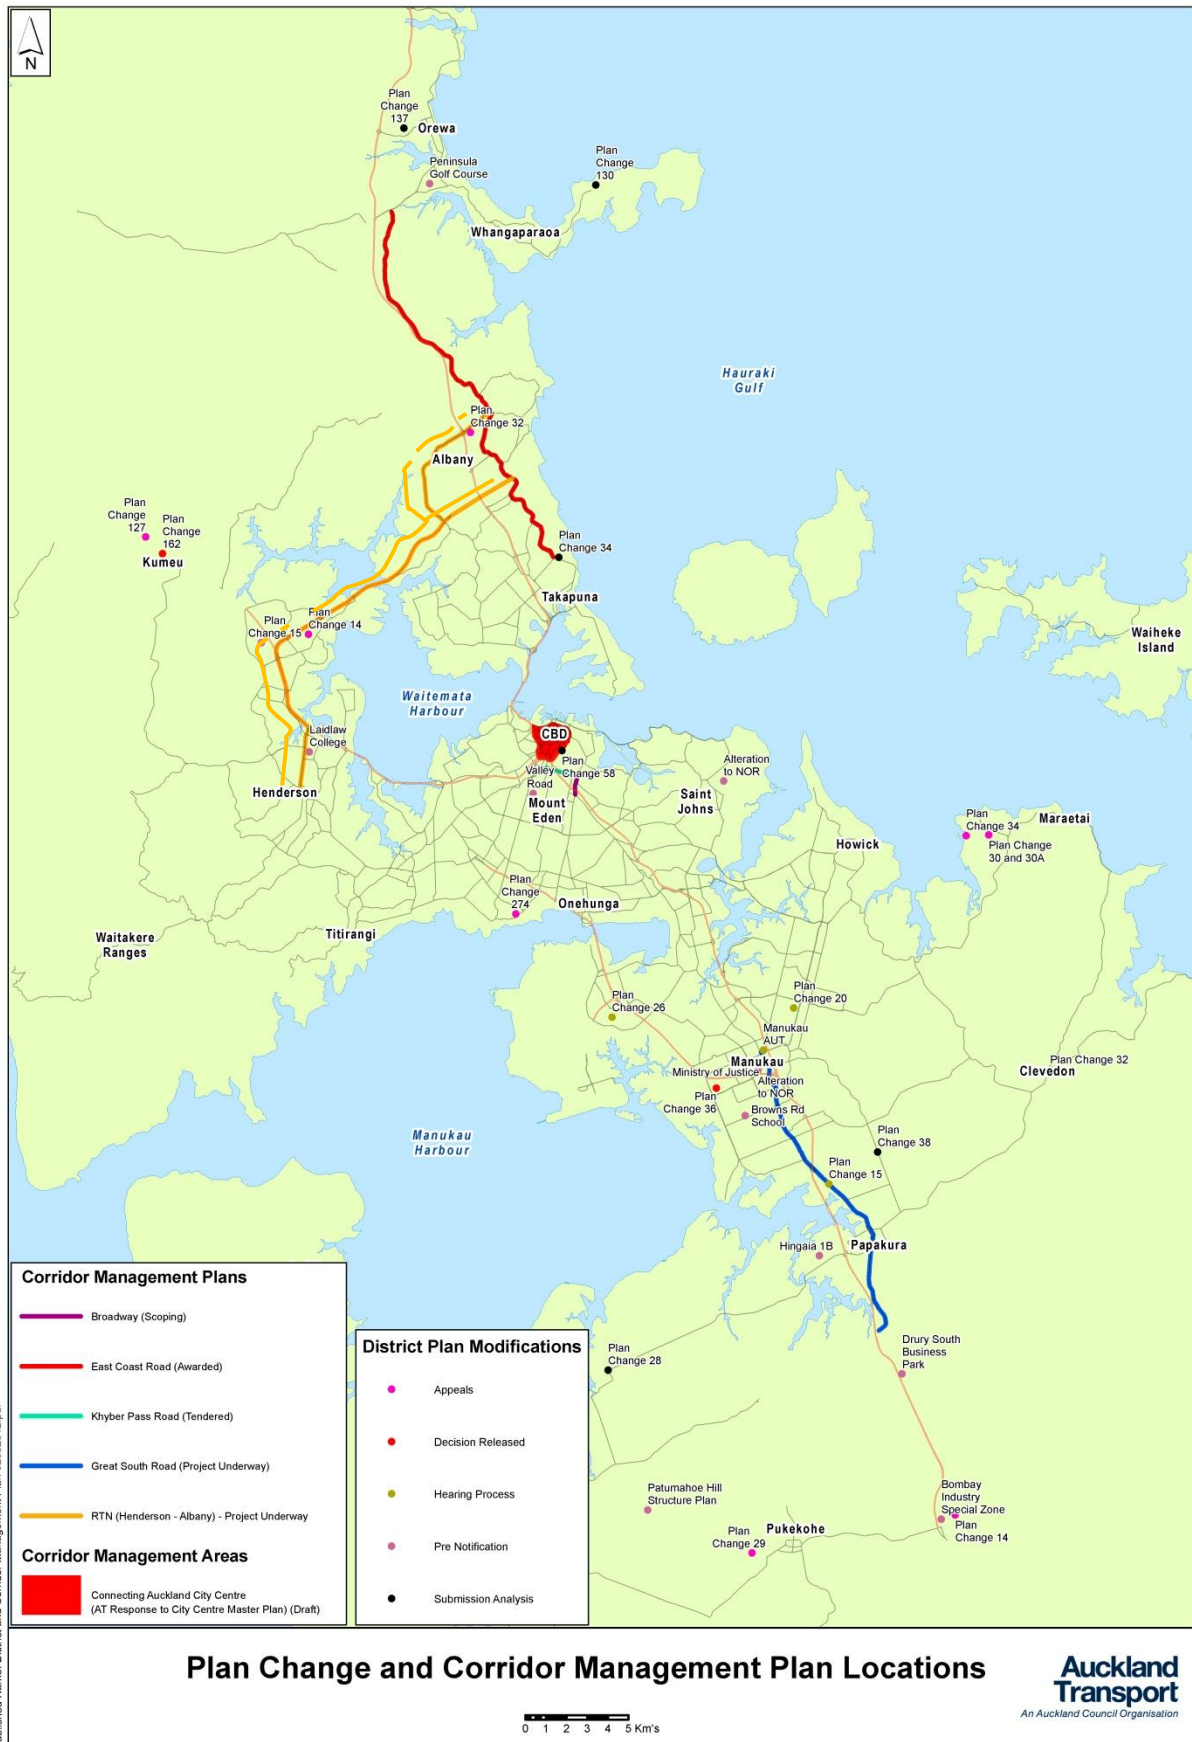 N
Plan
Change
137
Orewa
Peninsula
Golf Course
Plan
Change
130
Whangaparaoa
Hauraki
Gulf
Plan
Change 32
Albany
Plan
Change
127
Plan
Change
162
Kumeu
Plan
Change 34
Takapuna
Plan
Change 15
Plan
Change 14
Waiheke
Island
Waitemata
Harbour
Laidlaw
College
CBD
Plan
Change 58
Valley
Road
Mount
Eden
Alteration
to NOR
Saint
Johns
Henderson
Howick
Plan
Change 34
Maraetai
Plan Change
30 and 30A
Plan
Change
274
Onehunga
Titirangi
Waitakere
Ranges
Plan
Change 26
Plan
Change 20
Manukau
AUT
Manukau
Ministry of Justice
Alteration
to NOR
Plan
Change 36
Browns Rd
School
Plan Change 32
Clevedon
Manukau
Harbour
Plan
Change 38
Plan
Change 15
Hingaia 1B
Papakura
Drury South
Business
Park
Plan
Change 28
Patumahoe Hill
Structure Plan
Bombay
Industry
Special Zone
Plan
Change 14
Pukekohe
Plan
Change 29
Corridor Management Plans
Broadway (Scoping)
East Coast Road (Awarded)
Khyber Pass Road (Tendered)
Great South Road (Project Underway)
RTN (Henderson - Albany) - Project Underway
Corridor Management Areas
Connecting Auckland City Centre
(AT Response to City Centre Master Plan) (Draft)
District Plan Modifications
Appeals
Decision Released
Hearing Process
Pre Notification
Submission Analysis
Plan Change and Corridor Management Plan Locations
0 1 2 3 4 5 Km's
Auckland
Transport
An Auckland Council Organisation